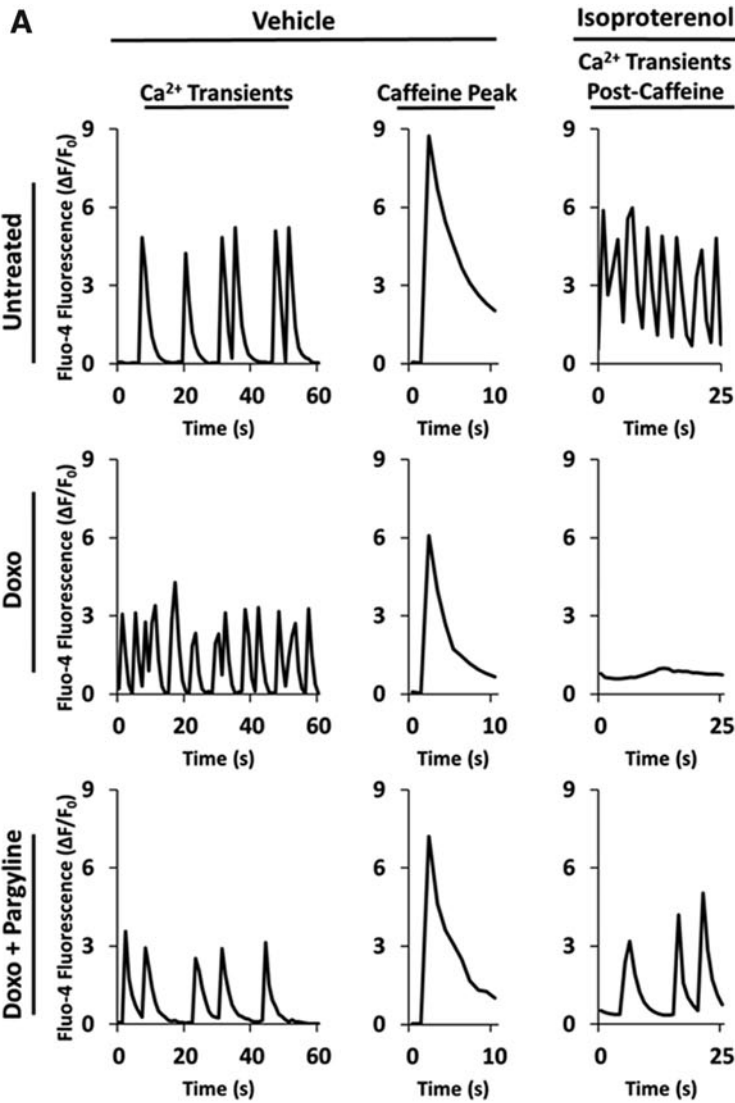 A
Vehicle
Isoproterenol
Ca²⁺ Transients
Caffeine Peak
Ca²⁺ Transients
Post-Caffeine
Untreated
Fluo-4 Fluorescence (ΔF/F₀)
9
6
3
0
0 20 40 60
Time (s)
9
6
3
0
0 10
Time (s)
9
6
3
0
0 25
Time (s)
Doxo
Fluo-4 Fluorescence (ΔF/F₀)
9
6
3
0
0 20 40 60
Time (s)
9
6
3
0
0 10
Time (s)
9
6
3
0
0 25
Time (s)
Doxo + Pargyline
Fluo-4 Fluorescence (ΔF/F₀)
9
6
3
0
0 20 40 60
Time (s)
9
6
3
0
0 10
Time (s)
9
6
3
0
0 25
Time (s)